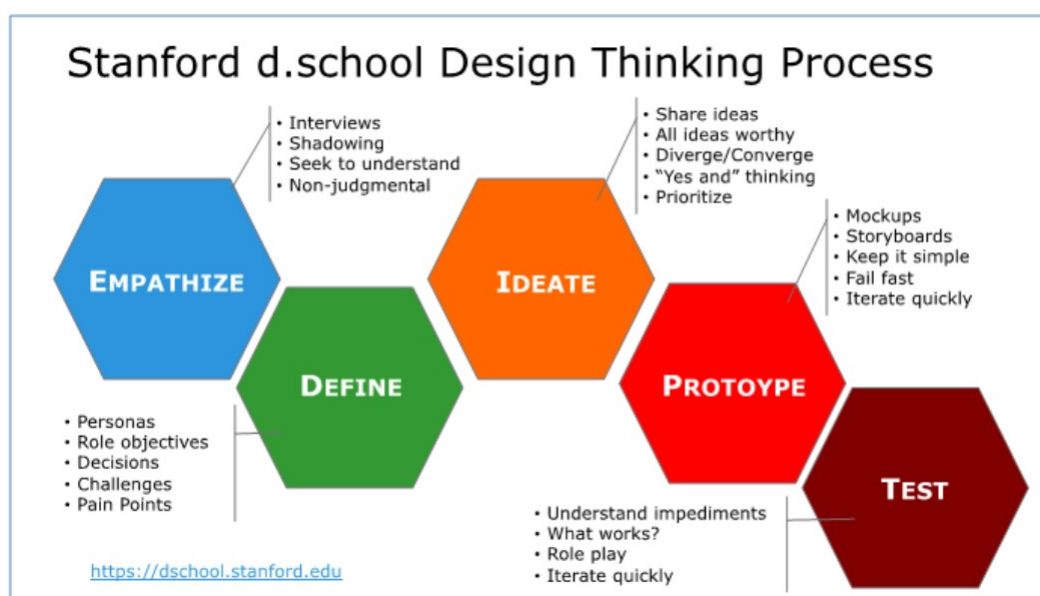 Stanford d.school Design Thinking Process
• Interviews
• Shadowing
• Seek to understand
• Non-judgmental
EMPATHIZE
• Personas
• Role objectives
• Decisions
• Challenges
• Pain Points
DEFINE
• Share ideas
• All ideas worthy
• Diverge/Converge
• “Yes and” thinking
• Prioritize
IDEATE
• Mockups
• Storyboards
• Keep it simple
• Fail fast
• Iterate quickly
PROTOYPE
• Understand impediments
• What works?
• Role play
• Iterate quickly
TEST
https://dschool.stanford.edu